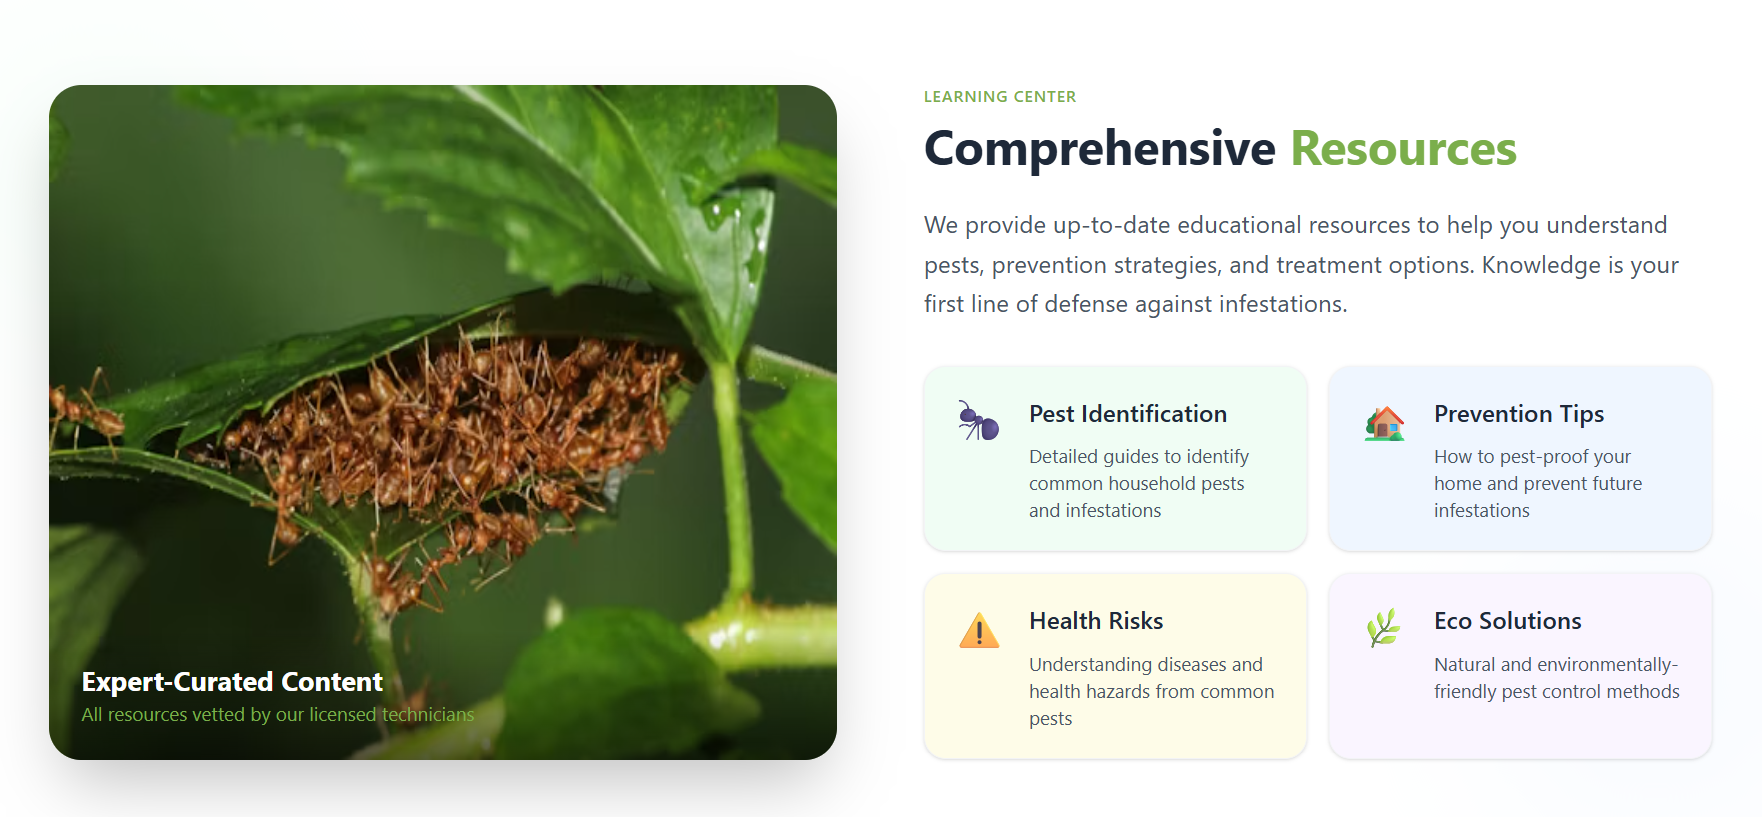 LEARNING CENTER
Comprehensive Resources
We provide up-to-date educational resources to help you understand
pests, prevention strategies, and treatment options. Knowledge is your
first line of defense against infestations.
Pest Identification
Detailed guides to identify
common household pests
and infestations
Prevention Tips
How to pest-proof your
home and prevent future
infestations
Health Risks
Understanding diseases and
health hazards from common
pests
Eco Solutions
Natural and environmentally-
friendly pest control methods
Expert-Curated Content
All resources vetted by our licensed technicians